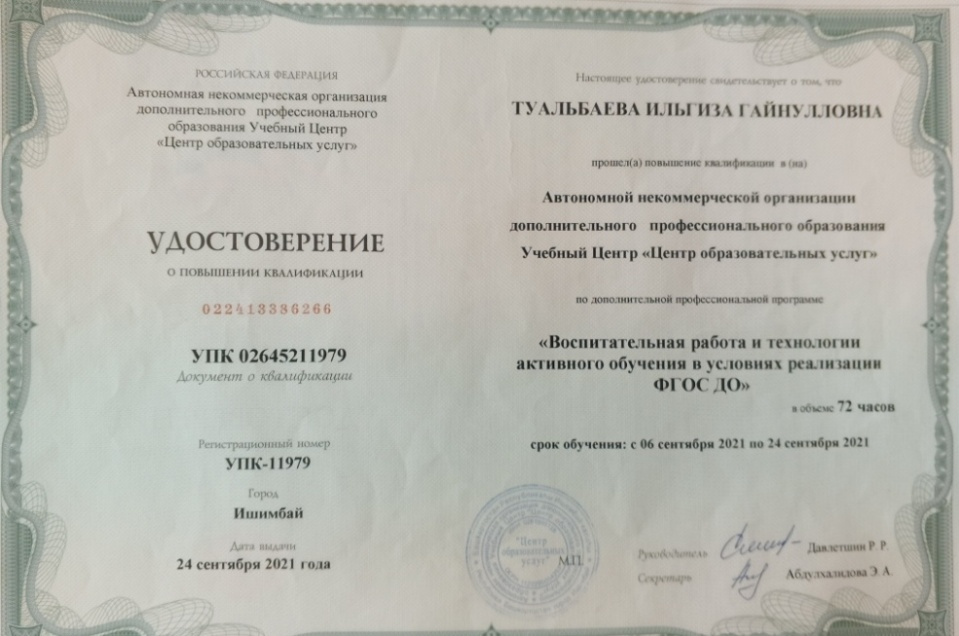 РОССИЙСКАЯ ФЕДЕРАЦИЯ
Автономная некоммерческая организация
дополнительного профессионального
образования Учебный Центр
«Центр образовательных услуг»
УДОСТОВЕРЕНИЕ
О ПОВЫШЕНИИ КВАЛИФИКАЦИИ
022413386266
УПК 02645211979
Документ о квалификации
Регистрационный номер
УПК-11979
Город
Ишимбай
Дата выдачи
24 сентября 2021 года
Настоящее удостоверение свидетельствует о том, что
ТУАЛЬБАЕВА ИЛЬГИЗА ГАЙНУЛЛОВНА
прошел(а) повышение квалификации в (на)
Автономной некоммерческой организации
дополнительного профессионального образования
Учебный Центр «Центр образовательных услуг»
по дополнительной профессиональной программе
«Воспитательная работа и технологии
активного обучения в условиях реализации
ФГОС ДО»
в объеме 72 часов
срок обучения: с 06 сентября 2021 по 24 сентября 2021
"Центр
образовательных
услуг"
М.П.
Руководитель Давлетшин Р. Р.
Секретарь Абдулхалидова Э. А.